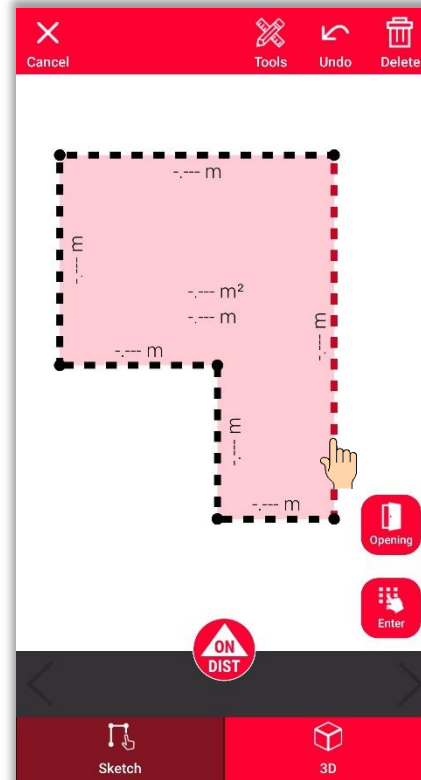 Cancel
Tools
Undo
Delete
-.--- m
-.--- m
-.--- m²
-.--- m
-.--- m
-.--- m
-.--- m
-.--- m
Opening
Enter
ON
DIST
Sketch
3D